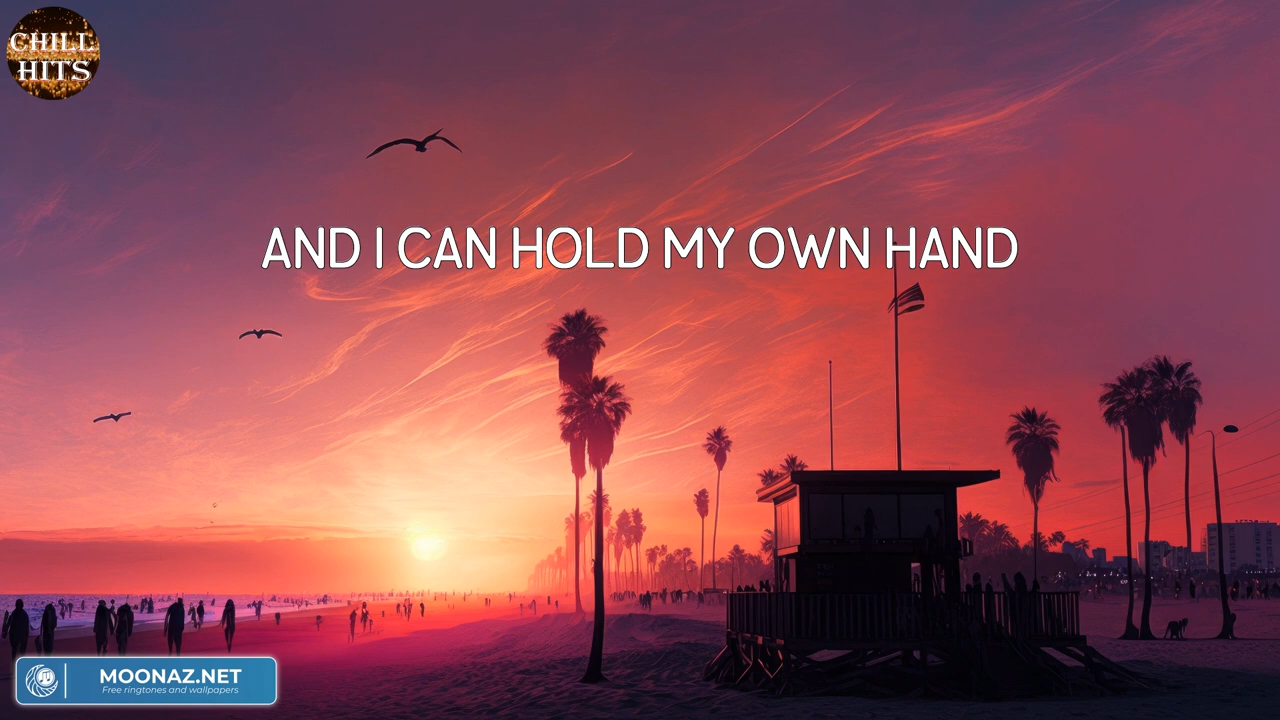 CHILL
HITS
AND I CAN HOLD MY OWN HAND
MOONAZ.NET
Free ringtones and wallpapers